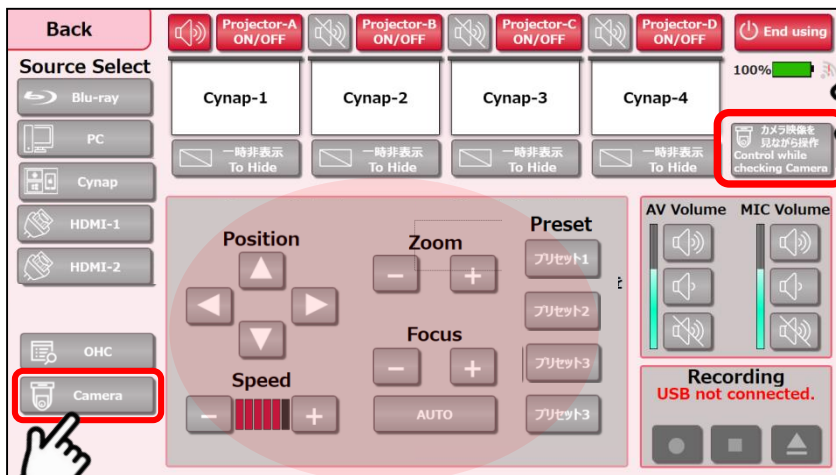 Back
Projector-A
ON/OFF
Projector-B
ON/OFF
Projector-C
ON/OFF
Projector-D
ON/OFF
End using
Source Select
100%
Blu-ray
PC
Cynap
HDMI-1
HDMI-2
OHC
Camera
Cynap-1
Cynap-2
Cynap-3
Cynap-4
一時非表示
To Hide
一時非表示
To Hide
一時非表示
To Hide
一時非表示
To Hide
カメラ映像を
見ながら操作
Control while
checking Camera
Position
Speed
Zoom
Focus
AUTO
Preset
プリセット1
プリセット2
プリセット3
プリセット3
AV Volume
MIC Volume
Recording
USB not connected.